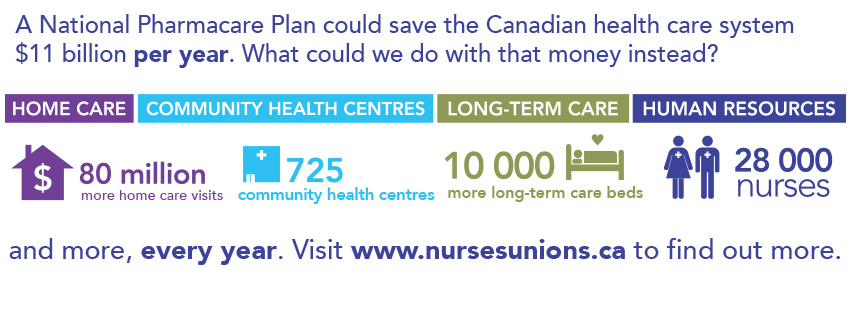 A National Pharmacare Plan could save the Canadian health care system
$11 billion per year. What could we do with that money instead?
HOME CARE
COMMUNITY HEALTH CENTRES
LONG-TERM CARE
HUMAN RESOURCES
$
80 million
more home care visits
725
community health centres
10 000
more long-term care beds
28 000
nurses
and more, every year. Visit www.nursesunions.ca to find out more.